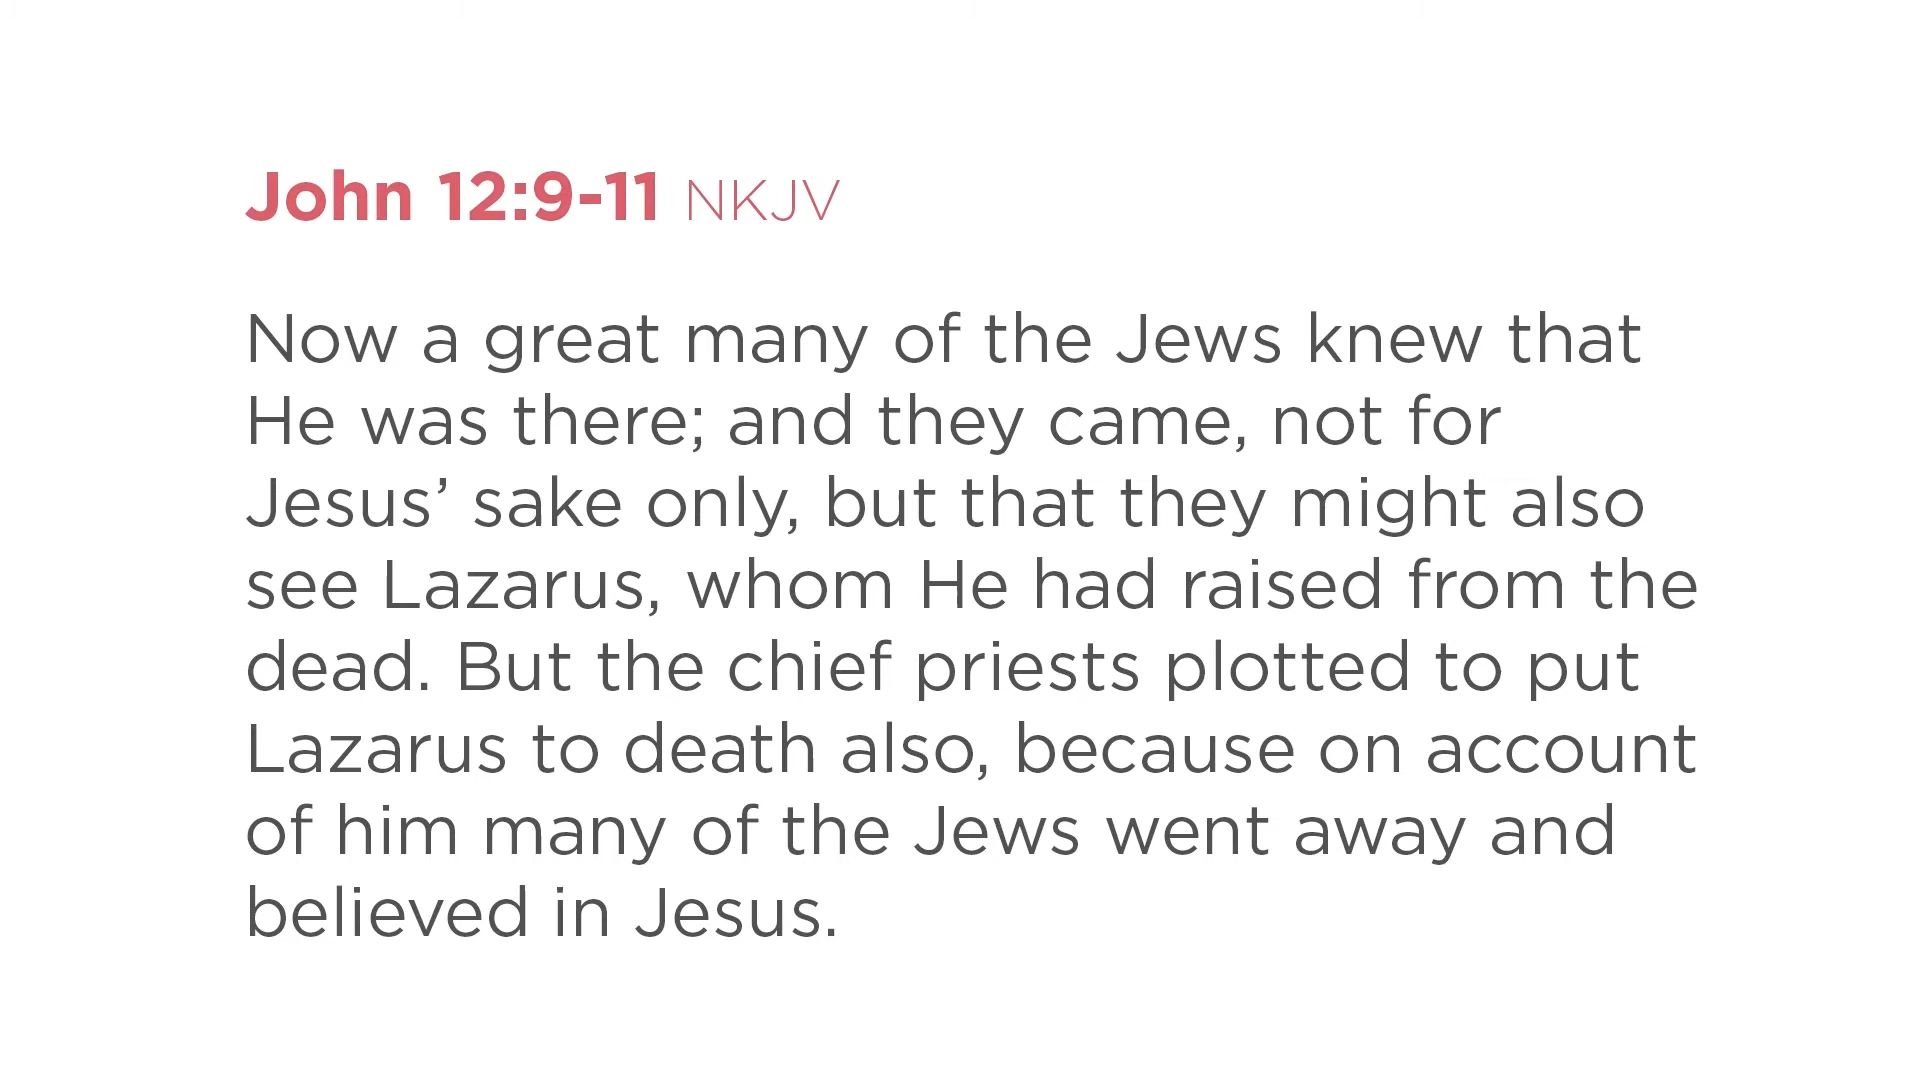 John 12:9-11 NKJV
Now a great many of the Jews knew that
He was there; and they came, not for
Jesus’ sake only, but that they might also
see Lazarus, whom He had raised from the
dead. But the chief priests plotted to put
Lazarus to death also, because on account
of him many of the Jews went away and
believed in Jesus.